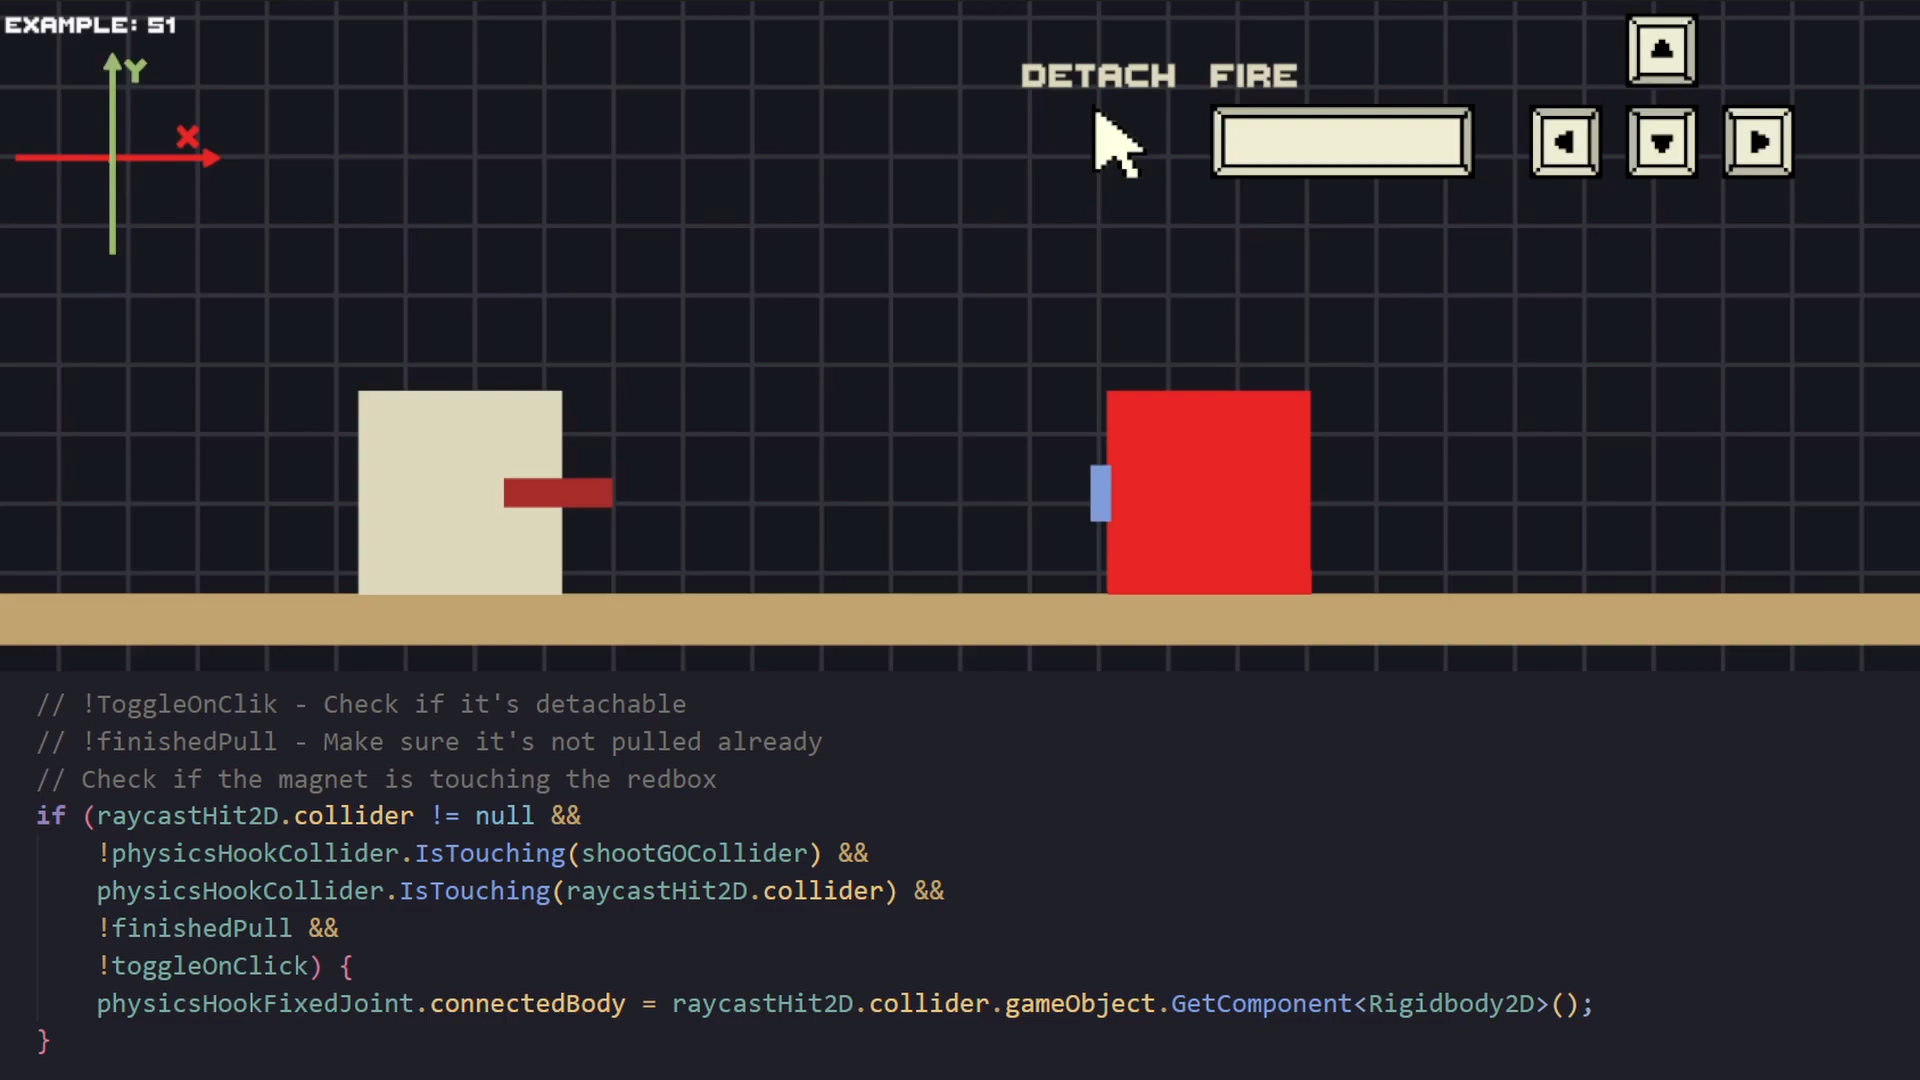 EXAMPLE: 51
Y
X
DETACH FIRE
// !ToggleOnClik - Check if it's detachable
// !finishedPull - Make sure it's not pulled already
// Check if the magnet is touching the redbox
if (raycastHit2D.collider != null &&
!physicsHookCollider.IsTouching(shootGOCollider) &&
physicsHookCollider.IsTouching(raycastHit2D.collider) &&
!finishedPull &&
!toggleOnClick) {
physicsHookFixedJoint.connectedBody = raycastHit2D.collider.gameObject.GetComponent<Rigidbody2D>();
}